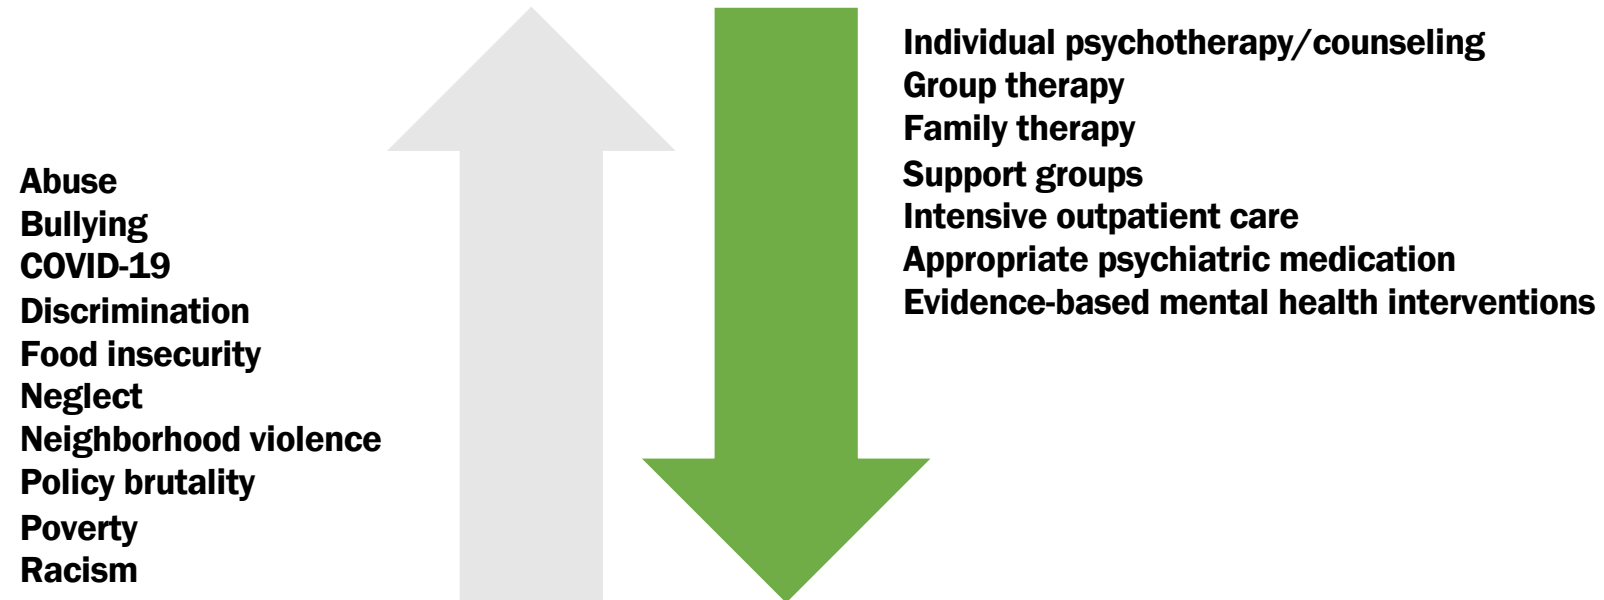 Abuse
Bullying
COVID-19
Discrimination
Food insecurity
Neglect
Neighborhood violence
Policy brutality
Poverty
Racism
Individual psychotherapy/counseling
Group therapy
Family therapy
Support groups
Intensive outpatient care
Appropriate psychiatric medication
Evidence-based mental health interventions